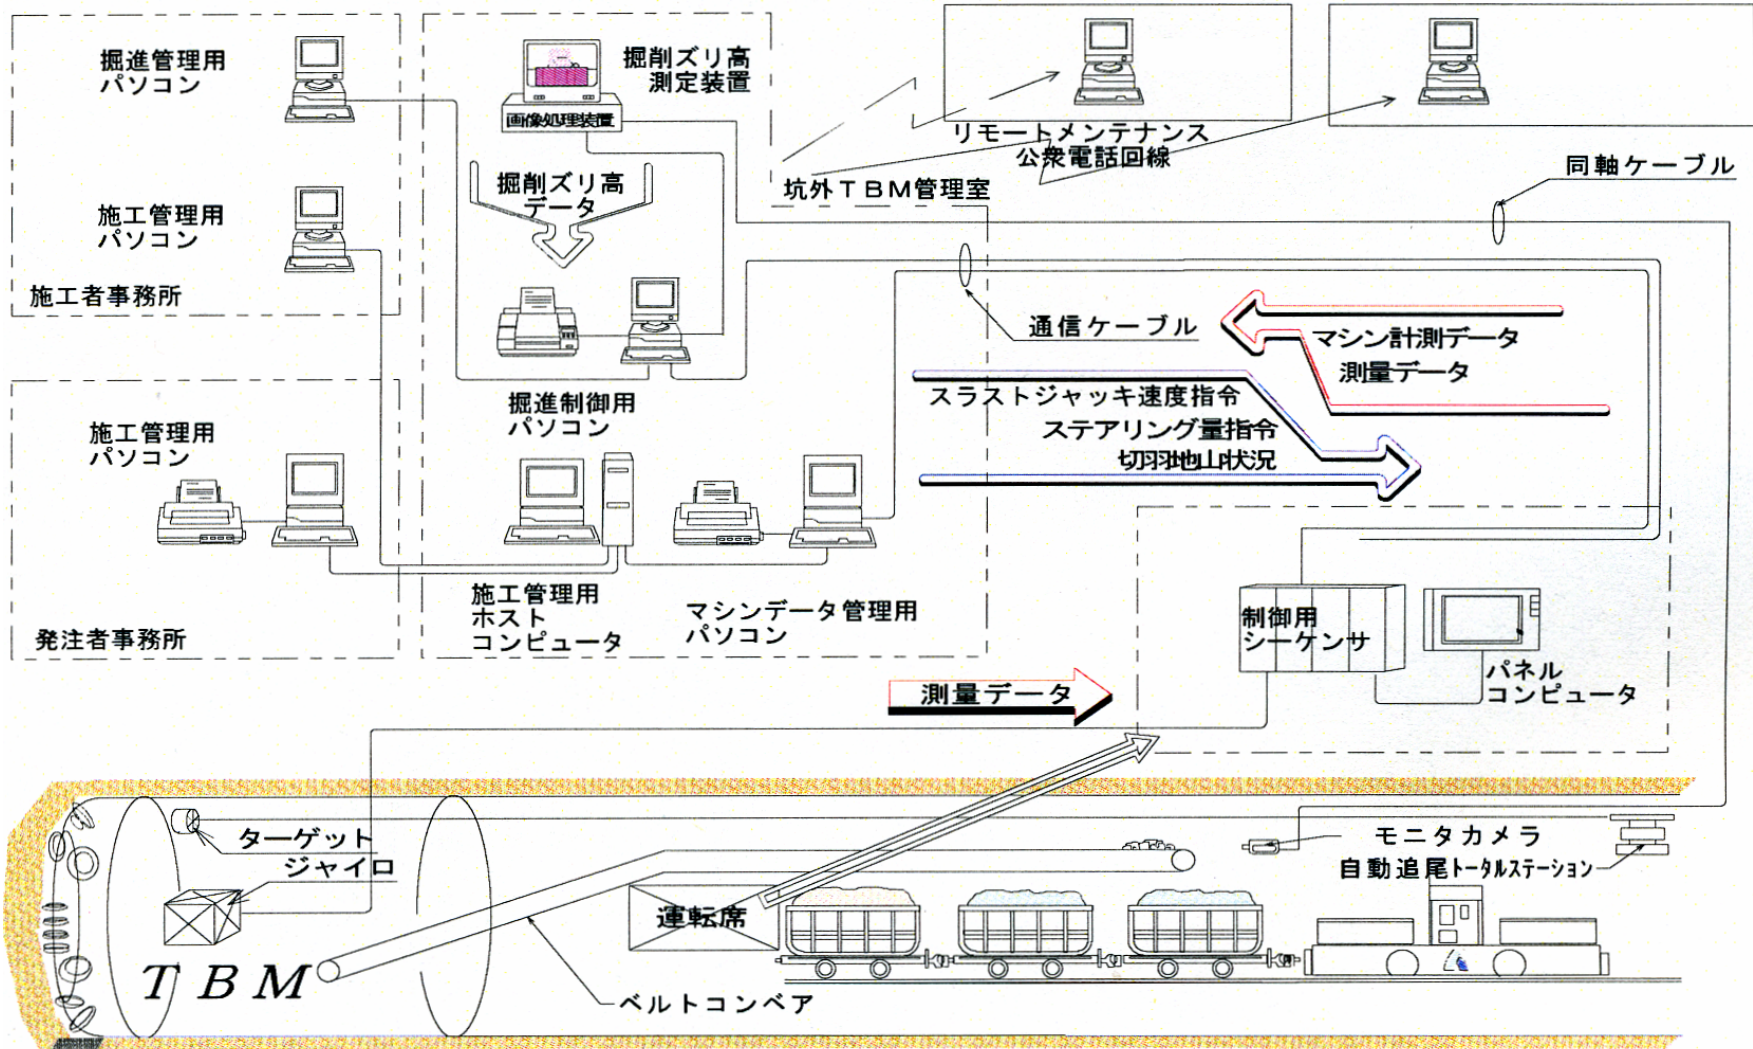 掘進管理用
パソコン
施工管理用
パソコン
施工者事務所
掘削ズリ高
測定装置
画像処理装置
掘削ズリ高
データ
リモートメンテナンス
公衆電話回線
坑外TBM管理室
同軸ケーブル
通信ケーブル
マシン計測データ
測量データ
スラストジャッキ速度指令
ステアリング量指令
切羽地山状況
掘進制御用
パソコン
施工管理用
パソコン
発注者事務所
施工管理用
ホスト
コンピュータ
マシンデータ管理用
パソコン
制御用
シーケンサ
パネル
コンピュータ
測量データ
ターゲット
ジャイロ
モニタカメラ
自動追尾トータルステーション
運転席
TBM
ベルトコンベア